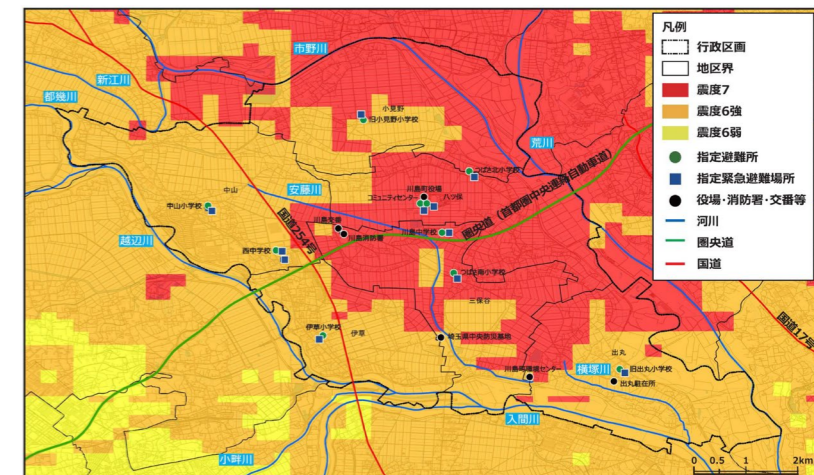 市野川
新江川
都幾川
小見野
旧小見野小学校
荒川
つばさ北小学校
圏央道（首都圏中央連絡自動車道）
中山
安藤川
川島町役場
コミュニティセンター
八ツ保
中山小学校
国道254号
川島交番
川島消防署
川島中学校
越辺川
西中学校
つばさ南小学校
三保谷
国道17号
伊草小学校
伊草
埼玉県中央防災基地
出丸
横塚川
旧出丸小学校
出丸駐在所
入間川
小畔川
凡例
行政区画
地区界
震度7
震度6強
震度6弱
指定避難所
指定緊急避難場所
役場・消防署・交番等
河川
圏央道
国道
0 0.5 1 2km